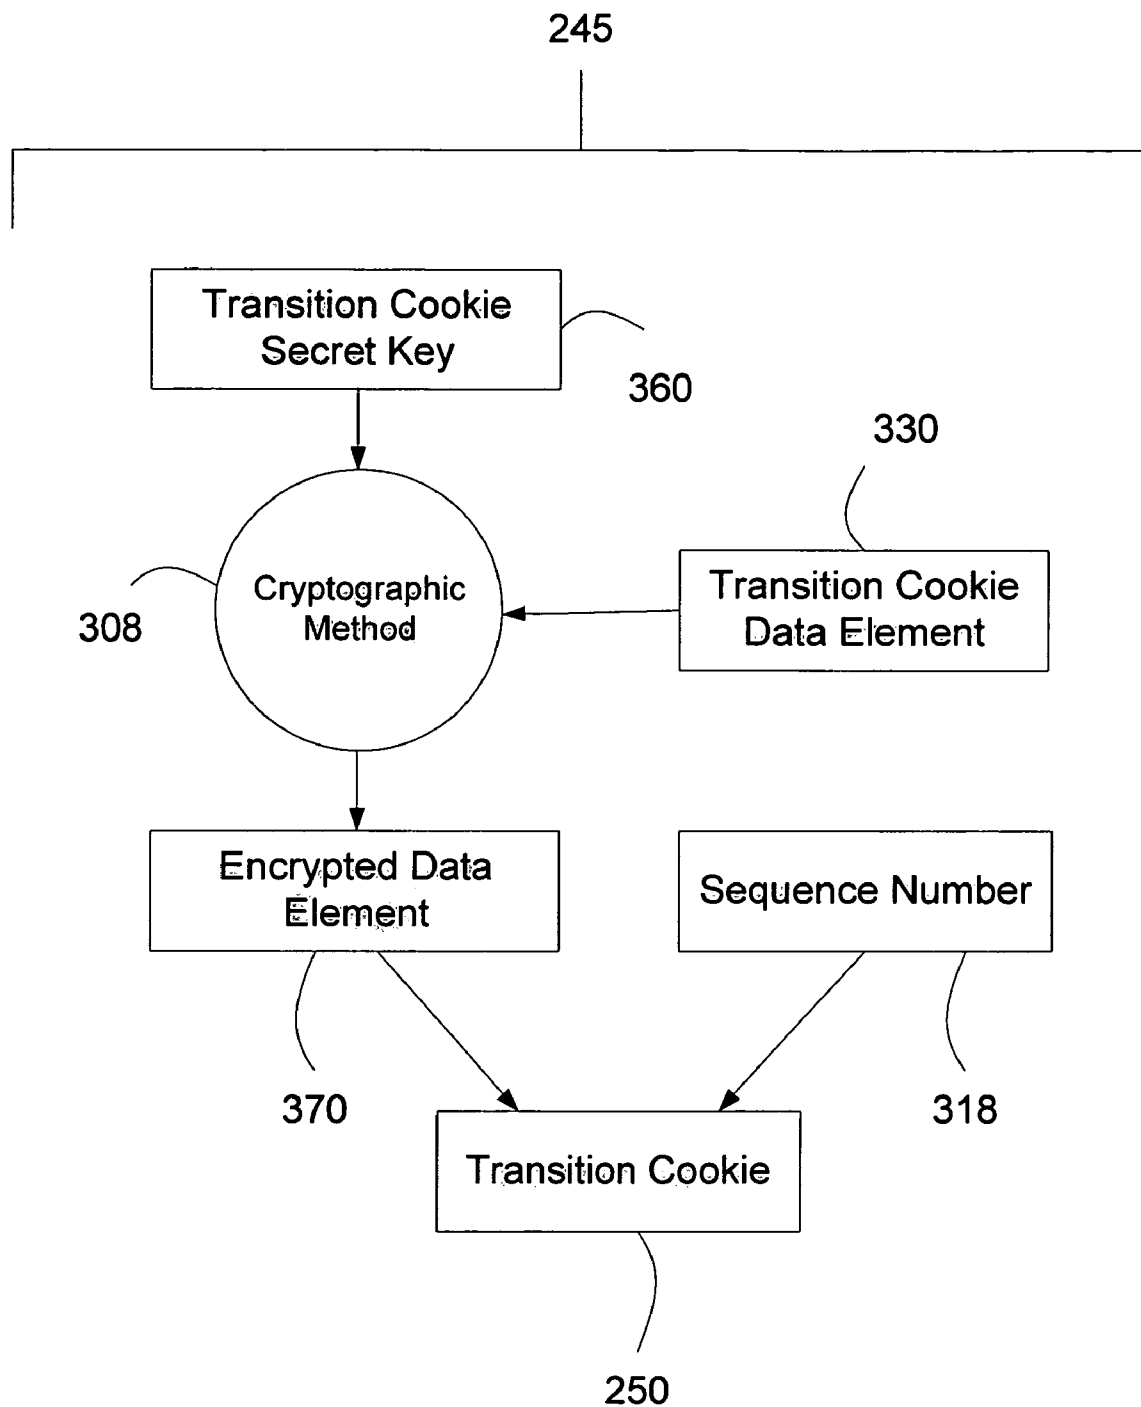 245
Transition Cookie
Secret Key
360
330
Cryptographic
Method
308
Transition Cookie
Data Element
Encrypted Data
Element
Sequence Number
370
318
Transition Cookie
250